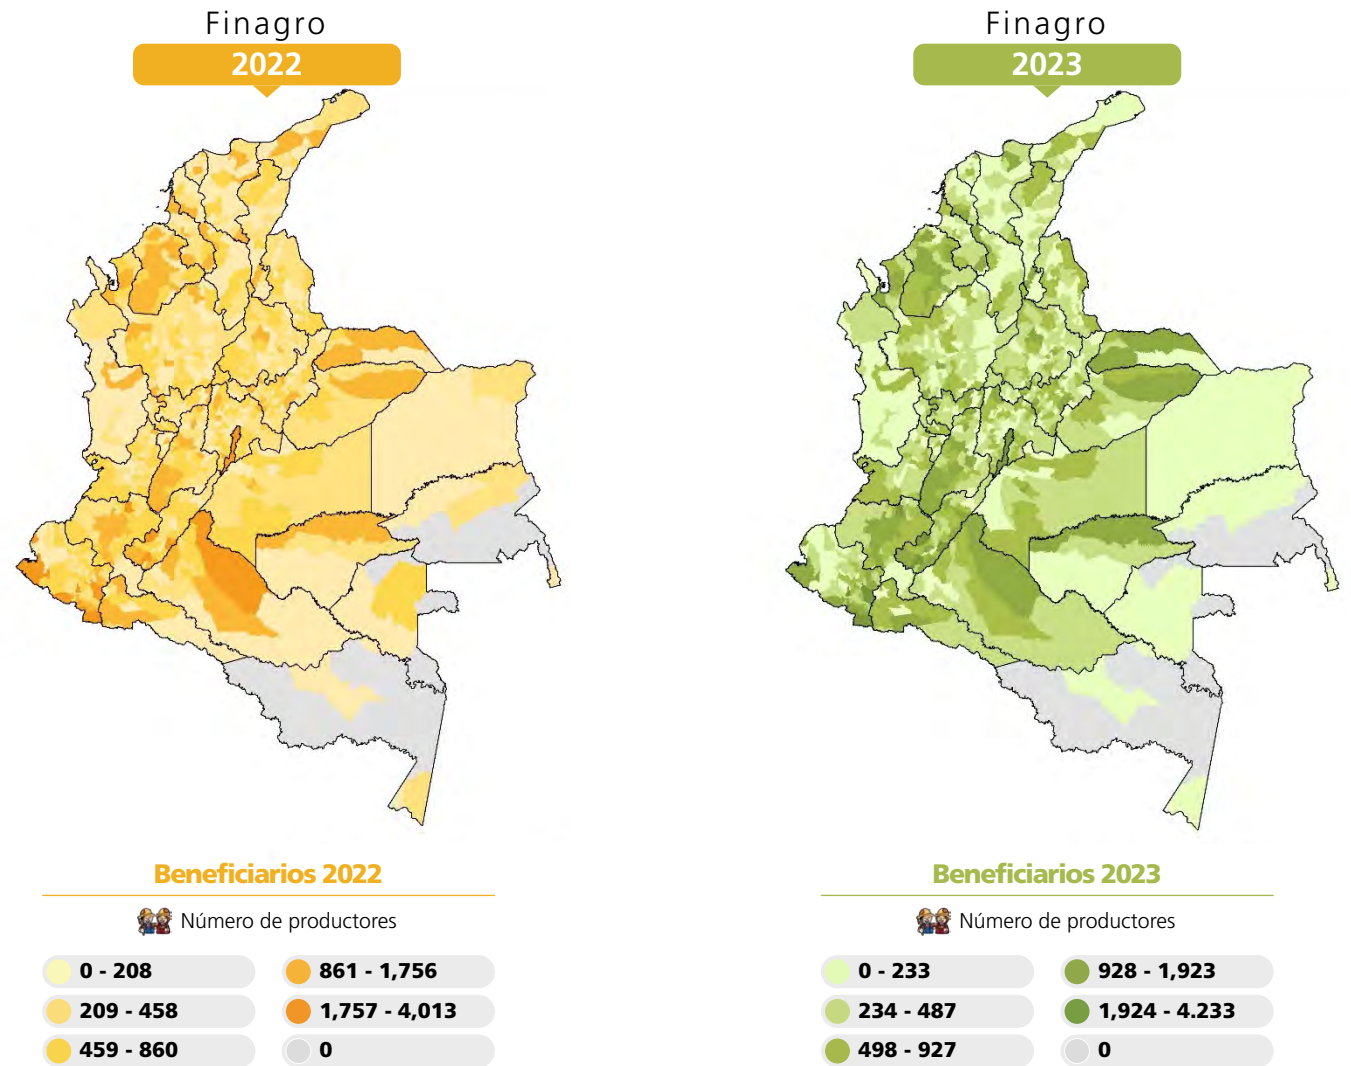 Finagro
2022
Beneficiarios 2022
Número de productores
0 - 208
209 - 458
459 - 860
861 - 1,756
1,757 - 4,013
0
Finagro
2023
Beneficiarios 2023
Número de productores
0 - 233
234 - 487
498 - 927
928 - 1,923
1,924 - 4.233
0